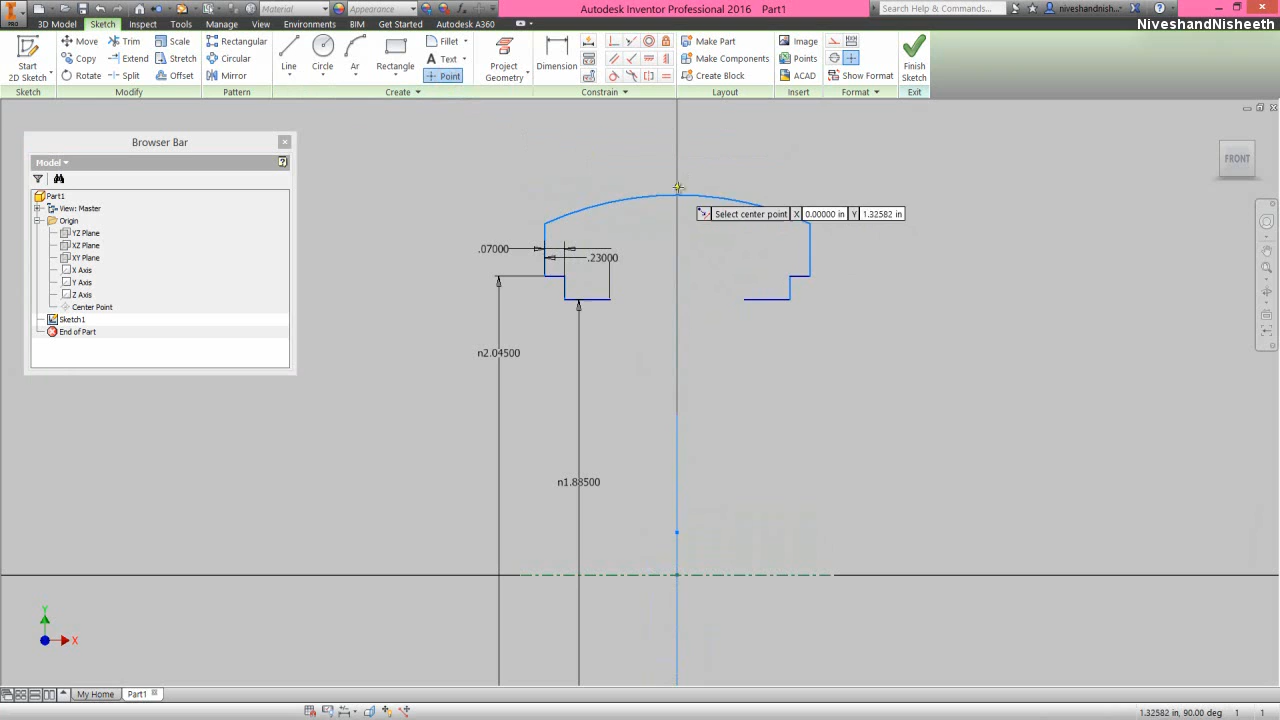 Material
Appearance
Autodesk Inventor Professional 2016 Part1
Search Help & Commands...
niveshandnish...
NiveshandNisheeth
PRO
3D Model
Sketch
Inspect
Tools
Manage
View
Environments
BIM
Get Started
Autodesk A360
Start
2D Sketch
Move
Trim
Scale
Stretch
Rotate
Split
Offset
Rectangular
Circular
Mirror
Line
Circle
Arc
Rectangle
Fillet
Text
Point
Project
Geometry
Dimension
Make Part
Make Components
Create Block
Image
Points
ACAD
Show Format
Finish
Sketch
Sketch
Modify
Pattern
Create
Constrain
Layout
Insert
Format
Exit
Browser Bar
Model
Part1
View: Master
Origin
YZ Plane
XZ Plane
XY Plane
X Axis
Y Axis
Z Axis
Center Point
Sketch1
End of Part
FRONT
Select center point X 0.00000 in Y 1.32582 in
.07000
.23000
n2.04500
n1.88500
Y
X
My Home
Part1
1.32582 in, 90.00 deg 1 1